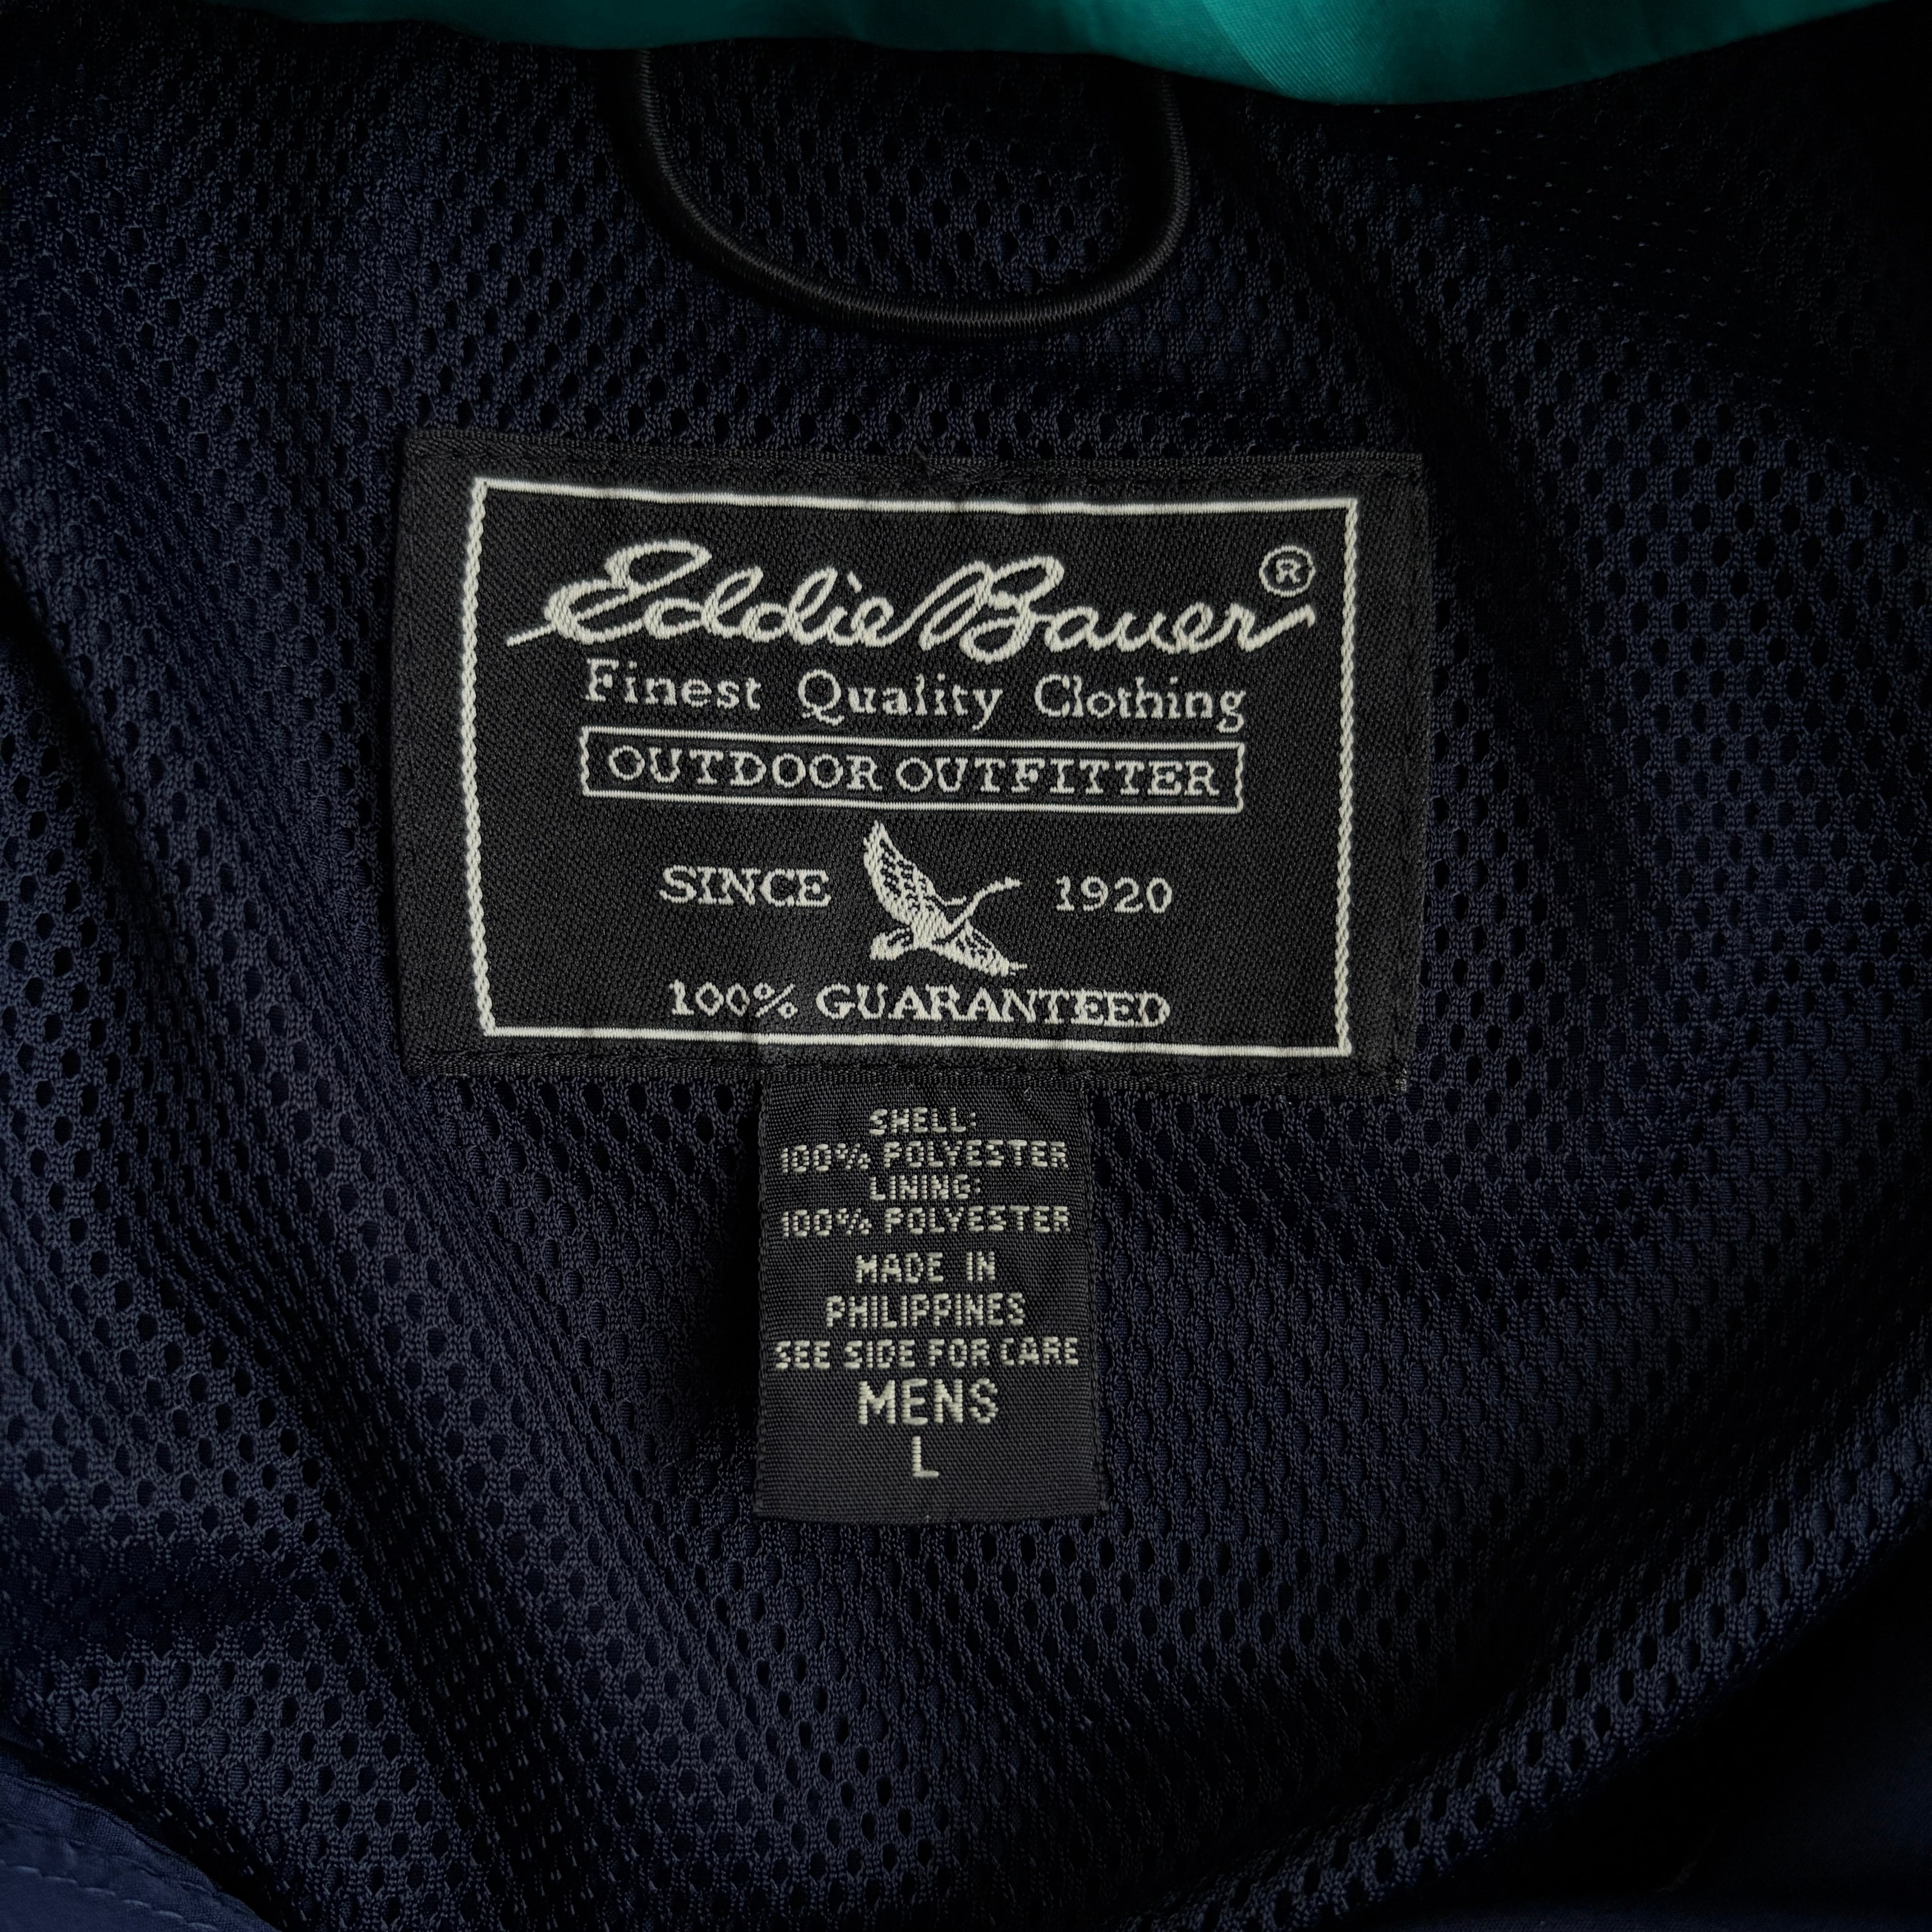 Eddie Bauer®
Finest Quality Clothing
OUTDOOR OUTFITTER
SINCE 1920
100% GUARANTEED
SHELL:
100% POLYESTER
LINING:
100% POLYESTER
MADE IN
PHILIPPINES
SEE SIDE FOR CARE
MENS
L